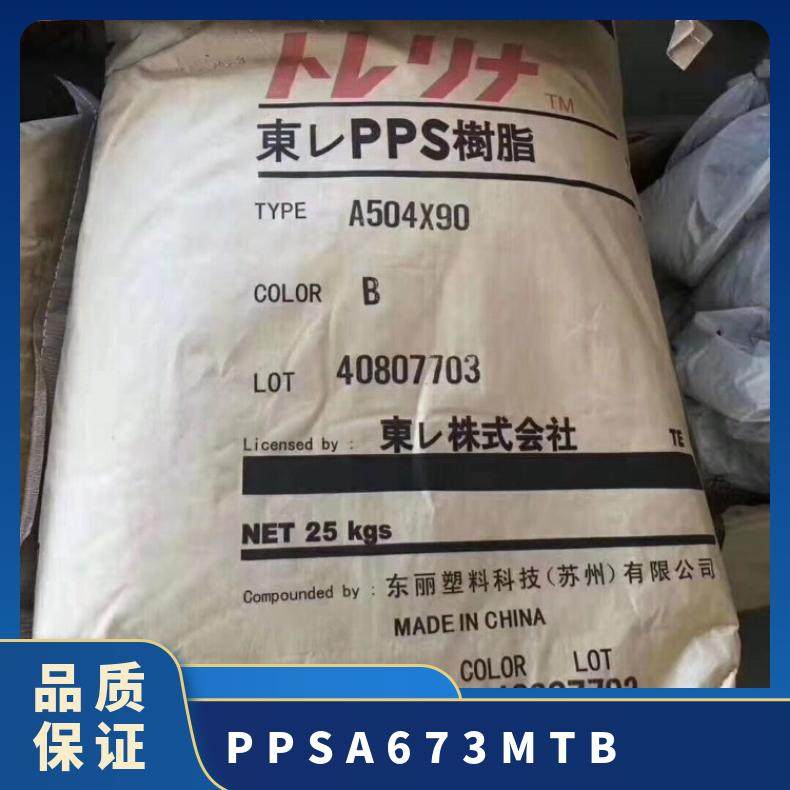 トレリナ
TM
東レPPS樹脂
TYPE A504X90
COLOR B
LOT 40807703
Licensed by : 東レ株式会社 TE
NET 25 kgs
Compounded by : 东丽塑料科技(苏州)有限公司
MADE IN CHINA
COLOR LOT
品质
保证
PPSA673MTB